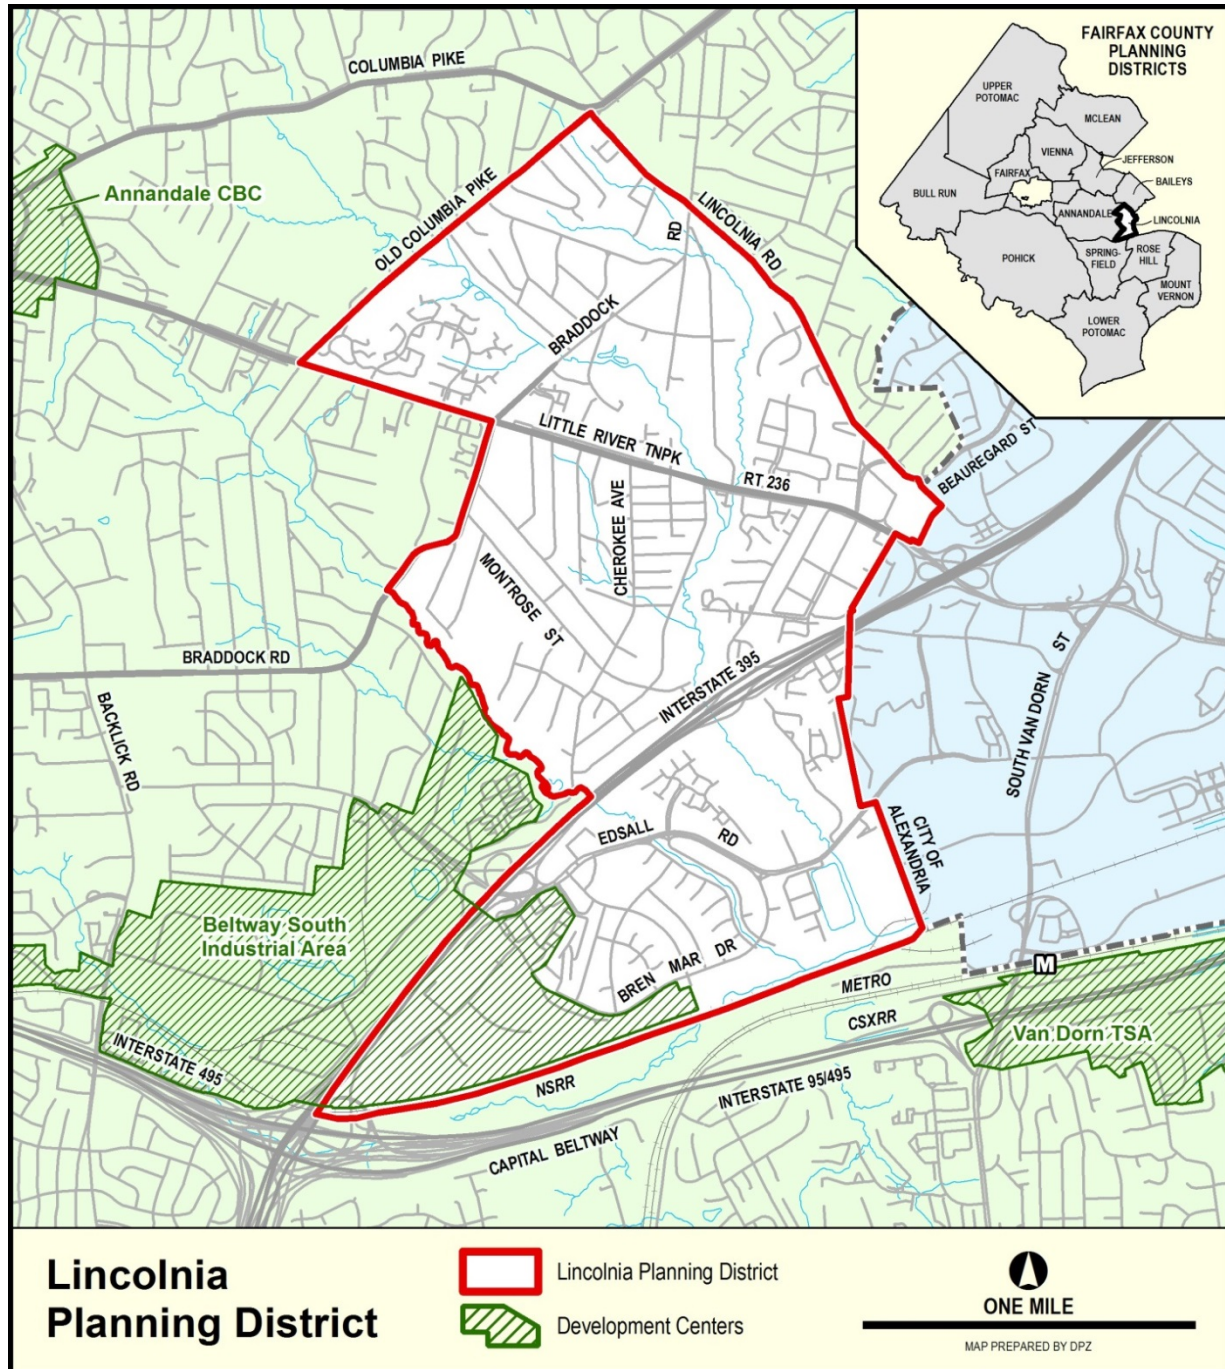 COLUMBIA PIKE
Annandale CBC
OLD COLUMBIA PIKE
LINCOLNIA RD
BRADDOCK RD
LITTLE RIVER TNPK
RT 236
CHEROKEE AVE
MONTROSE ST
BEAUREGARD ST
BRADDOCK RD
BACKLICK RD
INTERSTATE 395
SOUTH VAN DORN ST
EDSALL RD
CITY OF
ALEXANDRIA
Beltway South
Industrial Area
BREN MAR DR
M
METRO
CSXRR
Van Dorn TSA
INTERSTATE 495
NSRR
INTERSTATE 95/495
CAPITAL BELTWAY
FAIRFAX COUNTY
PLANNING
DISTRICTS
UPPER
POTOMAC
MCLEAN
VIENNA
JEFFERSON
FAIRFAX
BAILEYS
BULL RUN
ANNANDALE
LINCOLNIA
POHICK
SPRING-
FIELD
ROSE
HILL
MOUNT
VERNON
LOWER
POTOMAC
Lincolnia
Planning District
Lincolnia Planning District
Development Centers
ONE MILE
MAP PREPARED BY DPZ